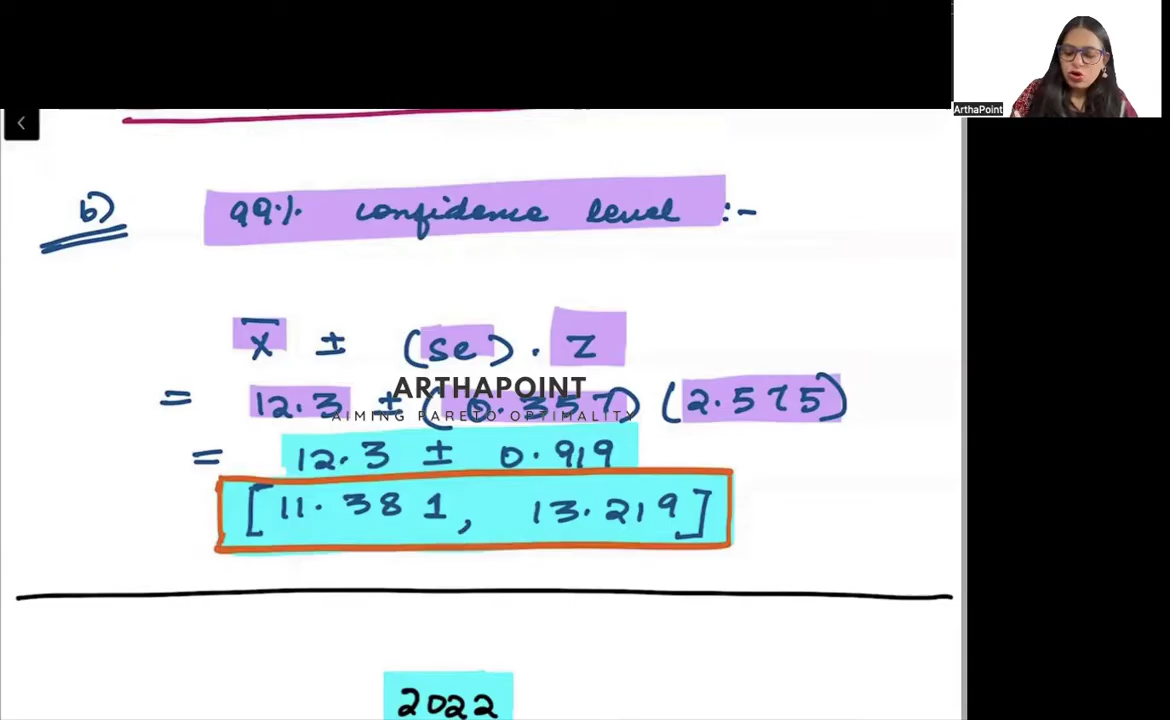 ArthaPoint
b) 99% confidence level :-
x̄ ± (se) . Z
= 12.3 ± (0.357) (2.575)
ARTHAPOINT
AIMING PARETO OPTIMALITY
= 12.3 ± 0.919
[11.381, 13.219]
2022